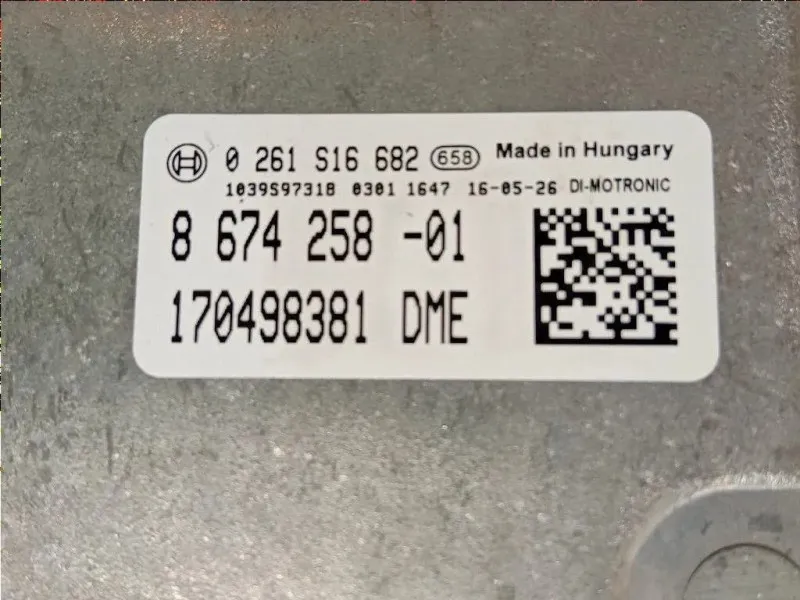 0 261 S16 682 658 Made in Hungary
1039S97318 0301 1647 16-05-26 DI-MOTRONIC
8 674 258 -01
170498381 DME